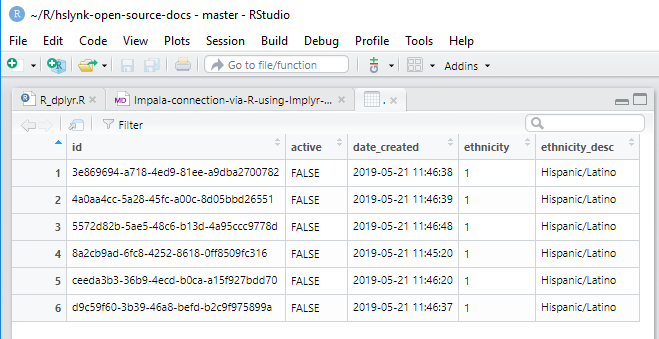 ~/R/hslynk-open-source-docs - master - RStudio
File Edit Code View Plots Session Build Debug Profile Tools Help
Go to file/function Addins
R_dplyr.R Impala-connection-via-R-using-Implyr-... .
Filter
id active date_created ethnicity ethnicity_desc
1 3e869694-a718-4ed9-81ee-a9dba2700782 FALSE 2019-05-21 11:46:38 1 Hispanic/Latino
2 4a0aa4cc-5a28-45fc-a00c-8d05bbd26551 FALSE 2019-05-21 11:46:39 1 Hispanic/Latino
3 5572d82b-5ae5-48c6-b13d-4a95ccc9778d FALSE 2019-05-21 11:46:48 1 Hispanic/Latino
4 8a2cb9ad-6fc8-4252-8618-0ff8509fc316 FALSE 2019-05-21 11:45:20 1 Hispanic/Latino
5 ceeda3b3-36b9-4ecd-b0ca-a15f927bdd70 FALSE 2019-05-21 11:46:20 1 Hispanic/Latino
6 d9c59f60-3b39-46a8-befd-b2c9f975899a FALSE 2019-05-21 11:46:37 1 Hispanic/Latino